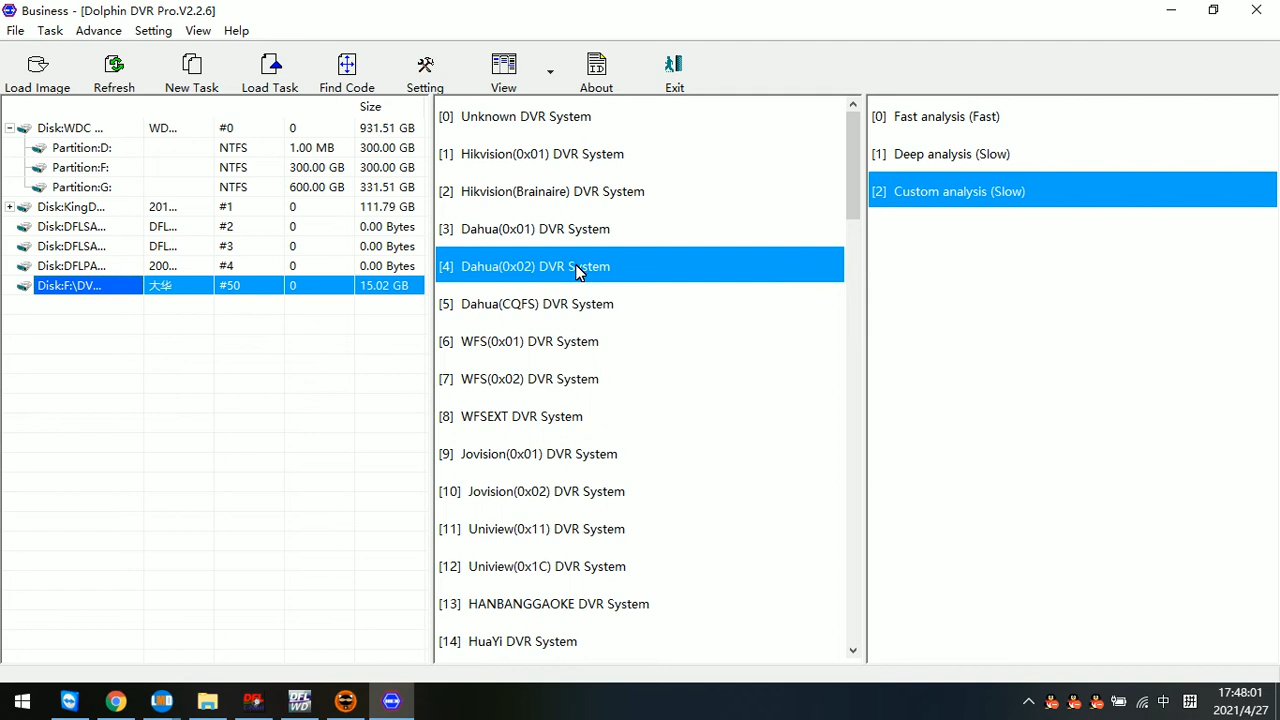 Business - [Dolphin DVR Pro.V2.2.6]
File Task Advance Setting View Help
Load Image Refresh New Task Load Task Find Code Setting View About Exit
Size
Disk:WDC ... WD... #0 0 931.51 GB
Partition:D: NTFS 1.00 MB 300.00 GB
Partition:F: NTFS 300.00 GB 300.00 GB
Partition:G: NTFS 600.00 GB 331.51 GB
Disk:KingD... 201... #1 0 111.79 GB
Disk:DFLSA... DFL... #2 0 0.00 Bytes
Disk:DFLSA... DFL... #3 0 0.00 Bytes
Disk:DFLPA... 200... #4 0 0.00 Bytes
Disk:F:\DV... 大华 #50 0 15.02 GB
[0] Unknown DVR System
[1] Hikvision(0x01) DVR System
[2] Hikvision(Brainaire) DVR System
[3] Dahua(0x01) DVR System
[4] Dahua(0x02) DVR System
[5] Dahua(CQFS) DVR System
[6] WFS(0x01) DVR System
[7] WFS(0x02) DVR System
[8] WFSEXT DVR System
[9] Jovision(0x01) DVR System
[10] Jovision(0x02) DVR System
[11] Uniview(0x11) DVR System
[12] Uniview(0x1C) DVR System
[13] HANBANGGAOKE DVR System
[14] HuaYi DVR System
[0] Fast analysis (Fast)
[1] Deep analysis (Slow)
[2] Custom analysis (Slow)
DFL
WD
中 拼
17:48:01
2021/4/27